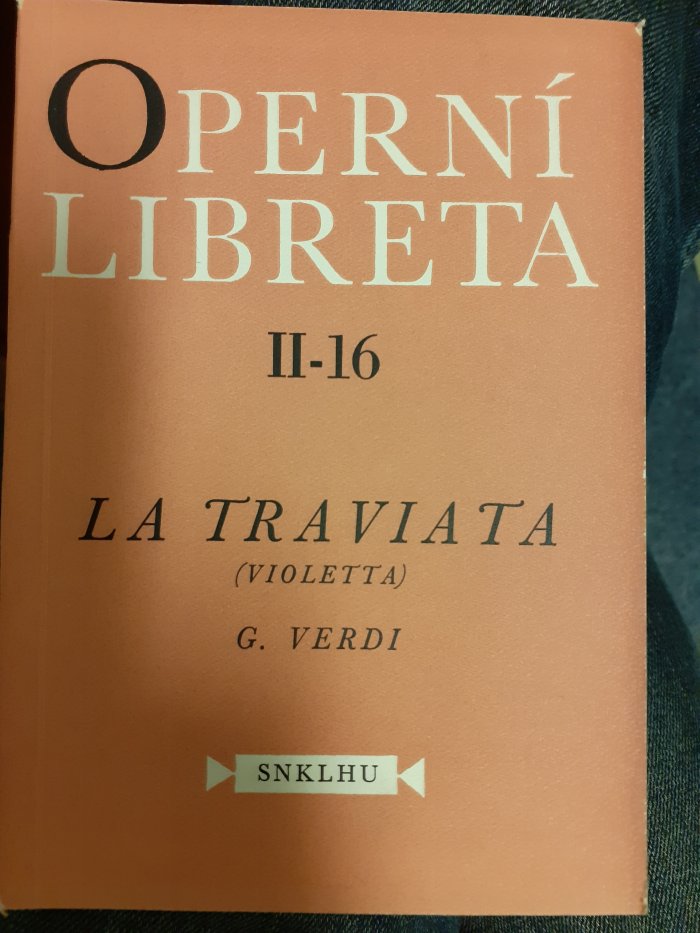 OPERNÍ
LIBRETA
II-16
LA TRAVIATA
(VIOLETTA)
G. VERDI
SNKLHU